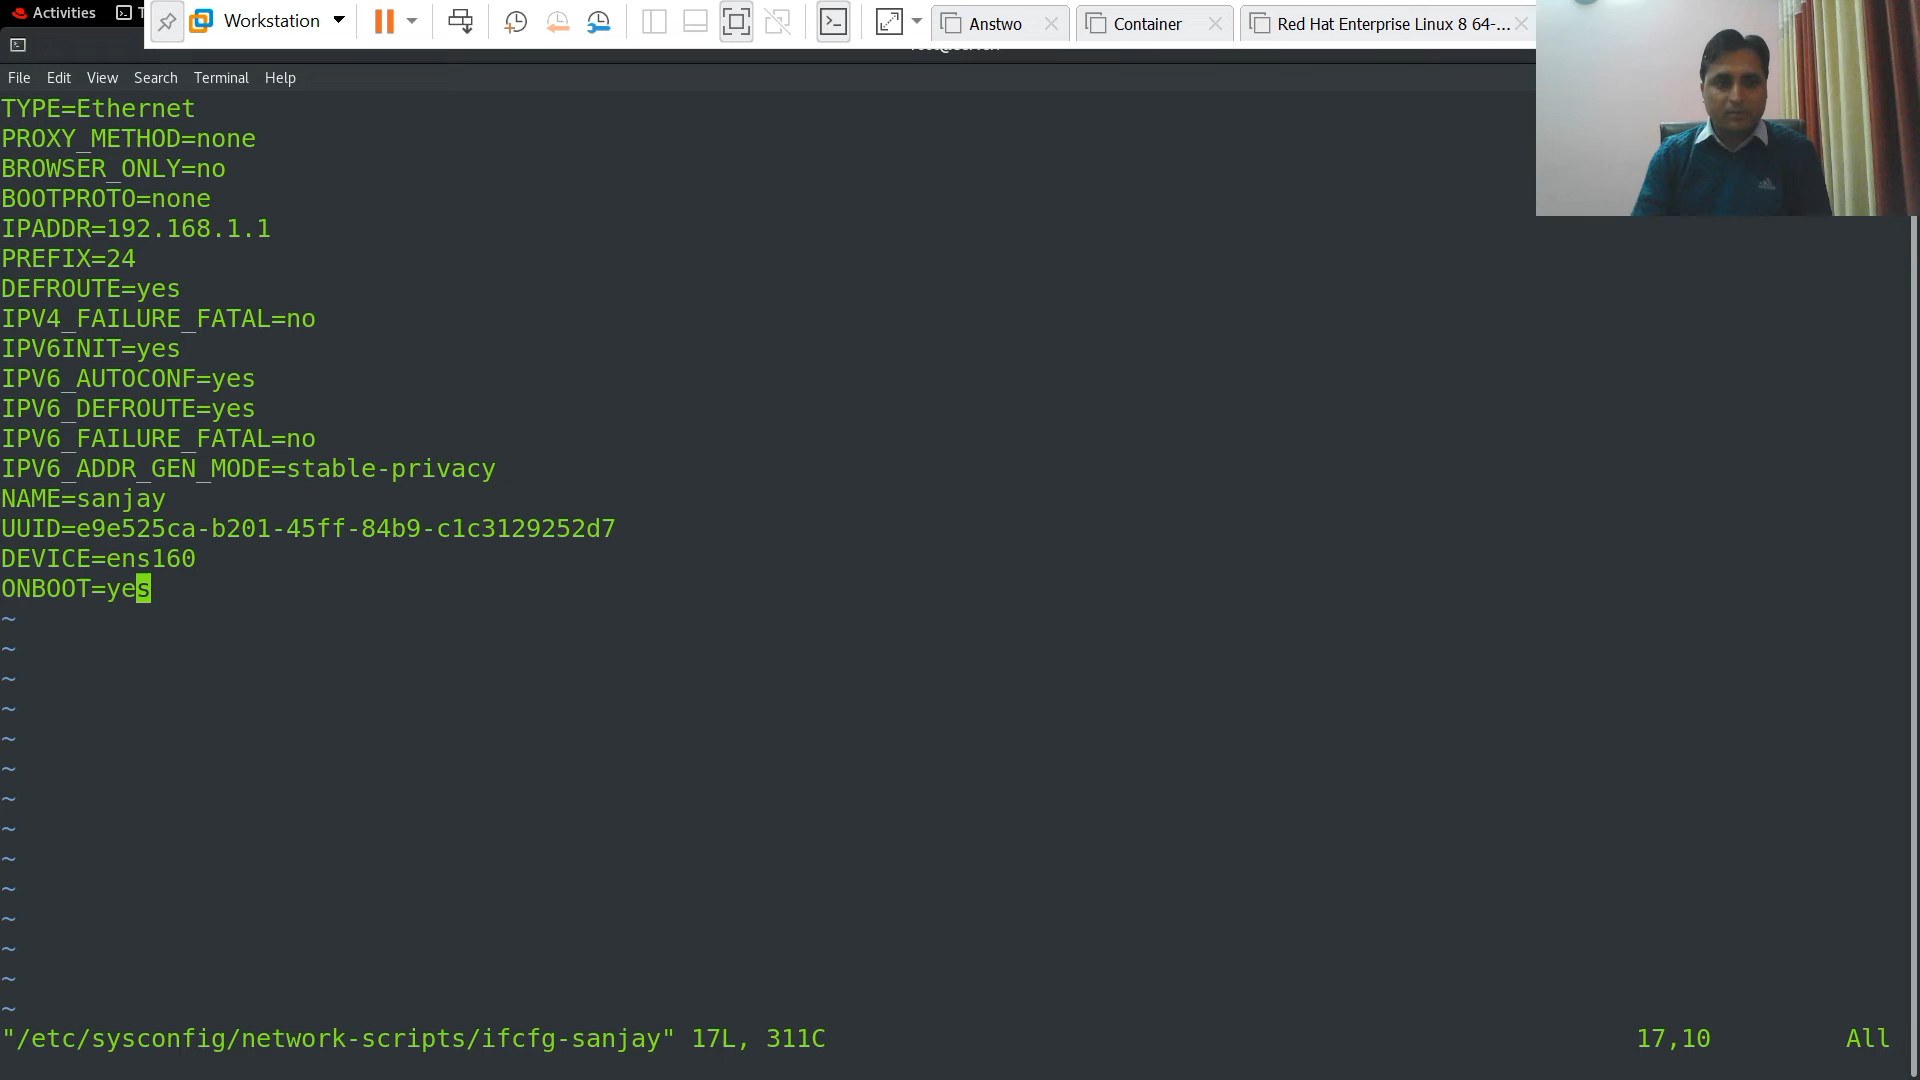 Activities
Workstation
Anstwo
Container
Red Hat Enterprise Linux 8 64-...
File Edit View Search Terminal Help
TYPE=Ethernet
PROXY_METHOD=none
BROWSER_ONLY=no
BOOTPROTO=none
IPADDR=192.168.1.1
PREFIX=24
DEFROUTE=yes
IPV4_FAILURE_FATAL=no
IPV6INIT=yes
IPV6_AUTOCONF=yes
IPV6_DEFROUTE=yes
IPV6_FAILURE_FATAL=no
IPV6_ADDR_GEN_MODE=stable-privacy
NAME=sanjay
UUID=e9e525ca-b201-45ff-84b9-c1c3129252d7
DEVICE=ens160
ONBOOT=yes
~
~
~
~
~
~
~
~
~
~
~
~
~
~
"/etc/sysconfig/network-scripts/ifcfg-sanjay" 17L, 311C 17,10 All